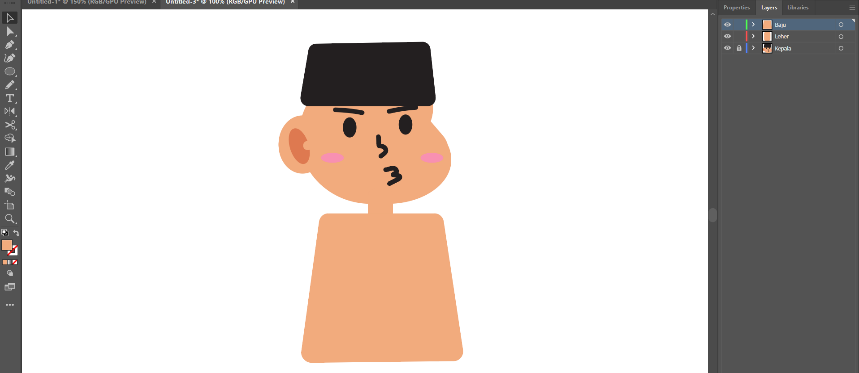 Untitled-1* @ 150% (RGB/GPU Preview) × Untitled-3* @ 100% (RGB/GPU Preview) ×
Properties Layers Libraries
Baju
Leher
Kepala